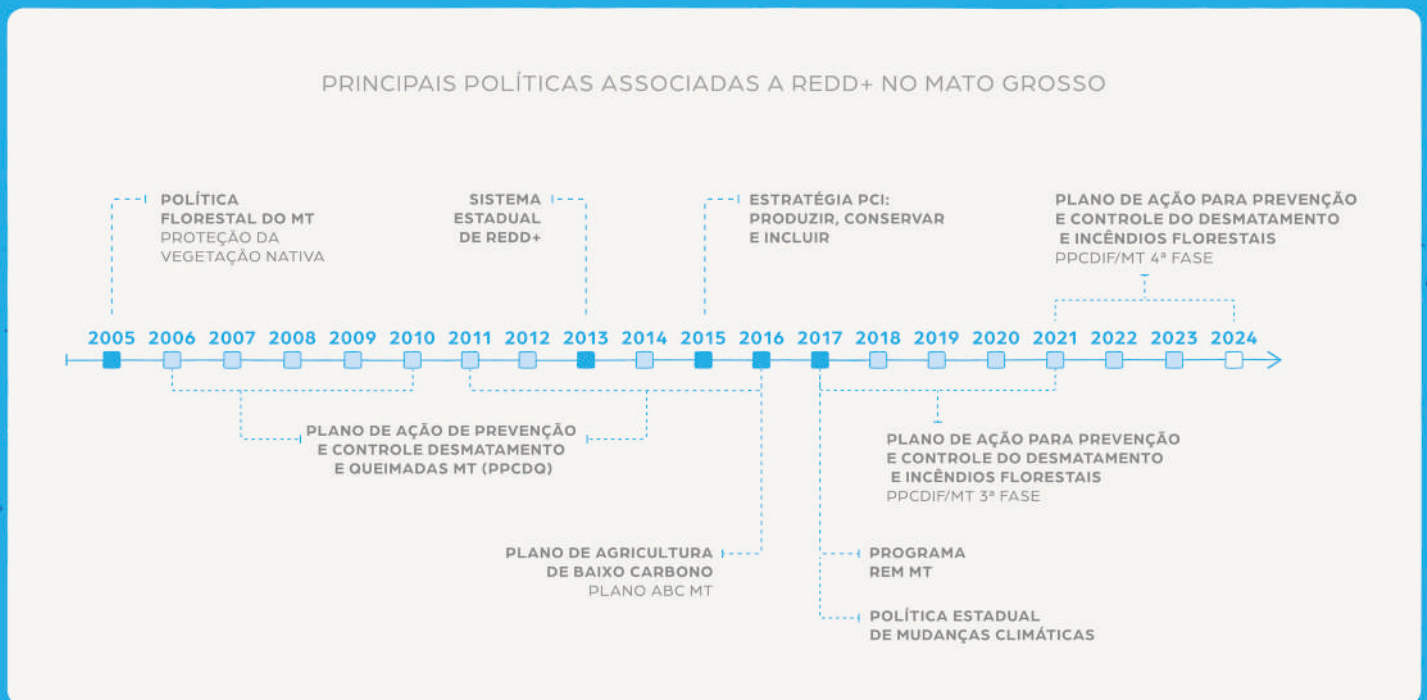 PRINCIPAIS POLÍTICAS ASSOCIADAS A REDD+ NO MATO GROSSO
POLÍTICA
FLORESTAL DO MT
PROTEÇÃO DA
VEGETAÇÃO NATIVA
SISTEMA
ESTADUAL
DE REDD+
ESTRATÉGIA PCI:
PRODUZIR, CONSERVAR
E INCLUIR
PLANO DE AÇÃO PARA PREVENÇÃO
E CONTROLE DO DESMATAMENTO
E INCÊNDIOS FLORESTAIS
PPCDIF/MT 4ª FASE
2005 2006 2007 2008 2009 2010 2011 2012 2013 2014 2015 2016 2017 2018 2019 2020 2021 2022 2023 2024
PLANO DE AÇÃO DE PREVENÇÃO
E CONTROLE DESMATAMENTO
E QUEIMADAS MT (PPCDQ)
PLANO DE AÇÃO PARA PREVENÇÃO
E CONTROLE DO DESMATAMENTO
E INCÊNDIOS FLORESTAIS
PPCDIF/MT 3ª FASE
PLANO DE AGRICULTURA
DE BAIXO CARBONO
PLANO ABC MT
PROGRAMA
REM MT
POLÍTICA ESTADUAL
DE MUDANÇAS CLIMÁTICAS